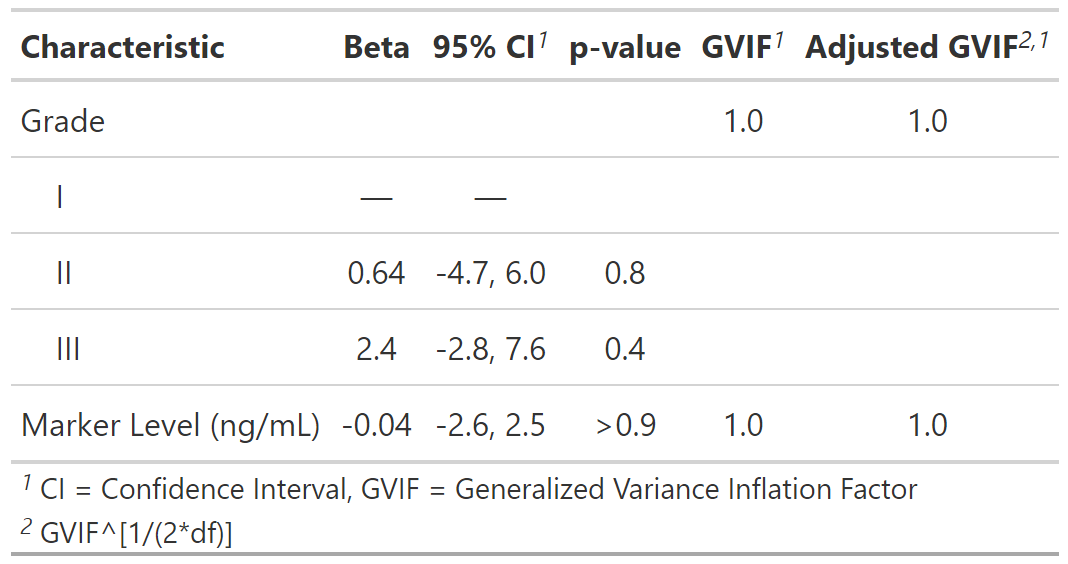 Characteristic Beta 95% CI1 p-value GVIF1 Adjusted GVIF2,1
Grade 1.0 1.0
I — —
II 0.64 -4.7, 6.0 0.8
III 2.4 -2.8, 7.6 0.4
Marker Level (ng/mL) -0.04 -2.6, 2.5 >0.9 1.0 1.0
1 CI = Confidence Interval, GVIF = Generalized Variance Inflation Factor
2 GVIF^[1/(2*df)]